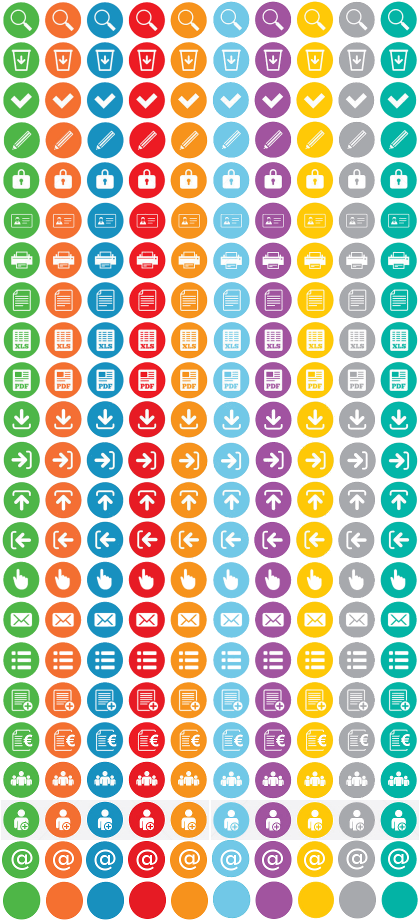 XLS XLS XLS XLS XLS XLS XLS XLS XLS XLS
PDF PDF PDF PDF PDF PDF PDF PDF PDF PDF
€ € € € € € € € € €
@ @ @ @ @ @ @ @ @ @